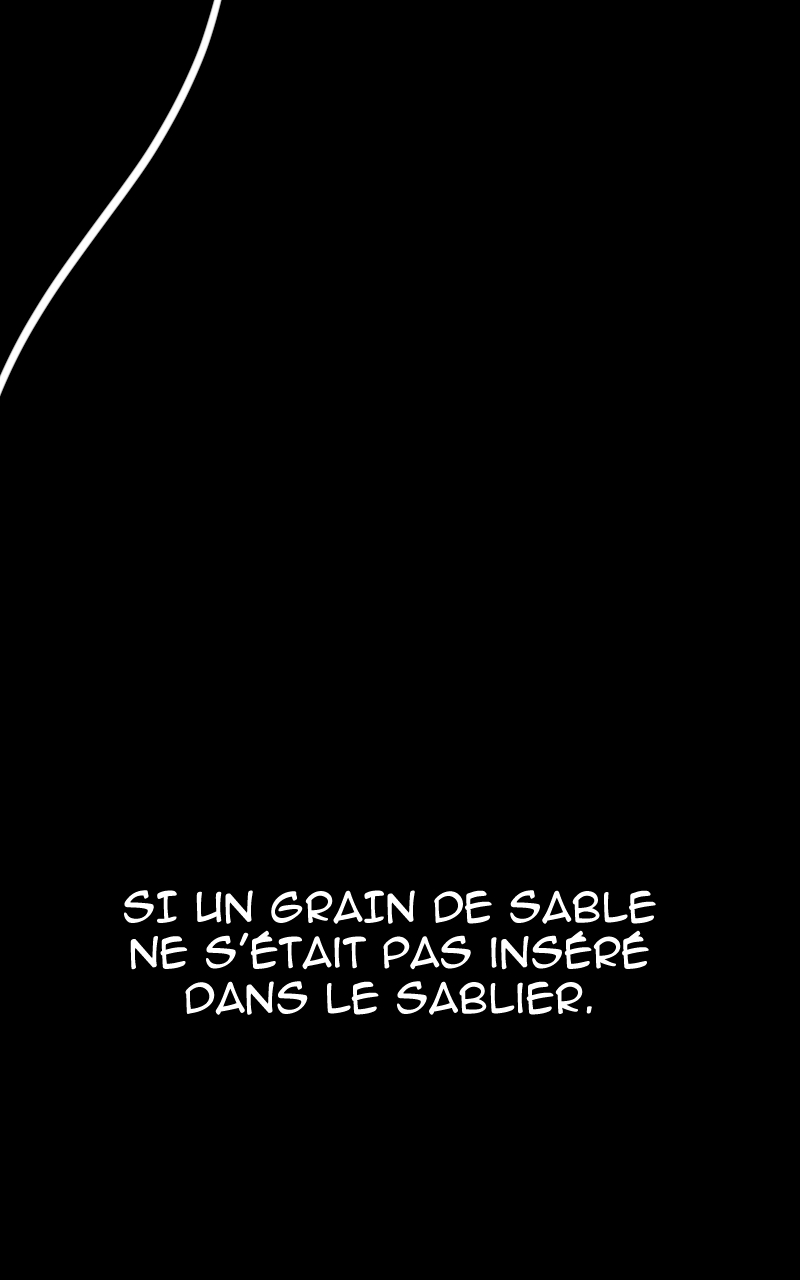 SI UN GRAIN DE SABLE
NE S'ÉTAIT PAS INSÉRÉ
DANS LE SABLIER.